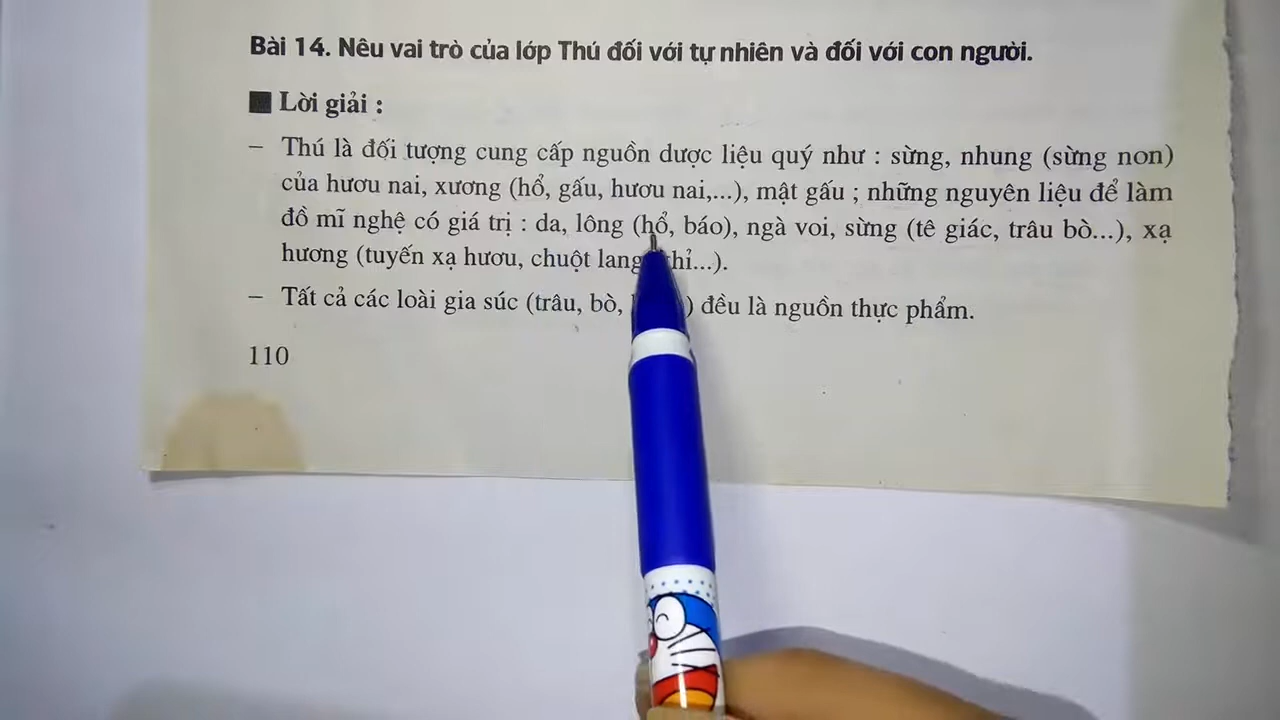 Bài 14. Nêu vai trò của lớp Thú đối với tự nhiên và đối với con người.
Lời giải :
– Thú là đối tượng cung cấp nguồn dược liệu quý như : sừng, nhung (sừng non)
của hươu nai, xương (hổ, gấu, hươu nai,...), mật gấu ; những nguyên liệu để làm
đồ mĩ nghệ có giá trị : da, lông (hổ, báo), ngà voi, sừng (tê giác, trâu bò...), xạ
hương (tuyến xạ hươu, chuột lang...).
– Tất cả các loài gia súc (trâu, bò, ) đều là nguồn thực phẩm.
110